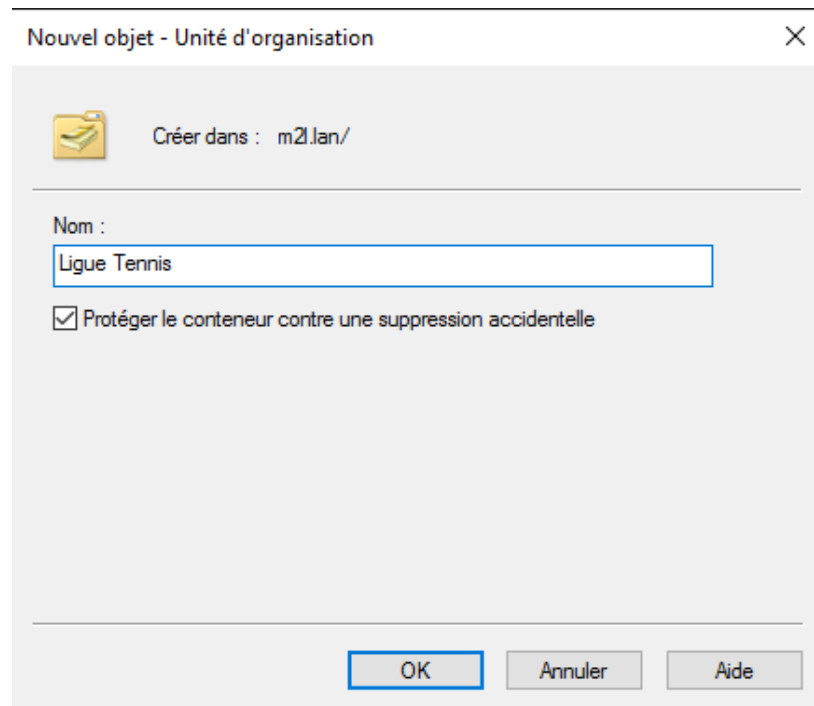 Nouvel objet - Unité d'organisation
Créer dans : m2l.lan/
Nom :
Ligue Tennis
Protéger le conteneur contre une suppression accidentelle
OK Annuler Aide